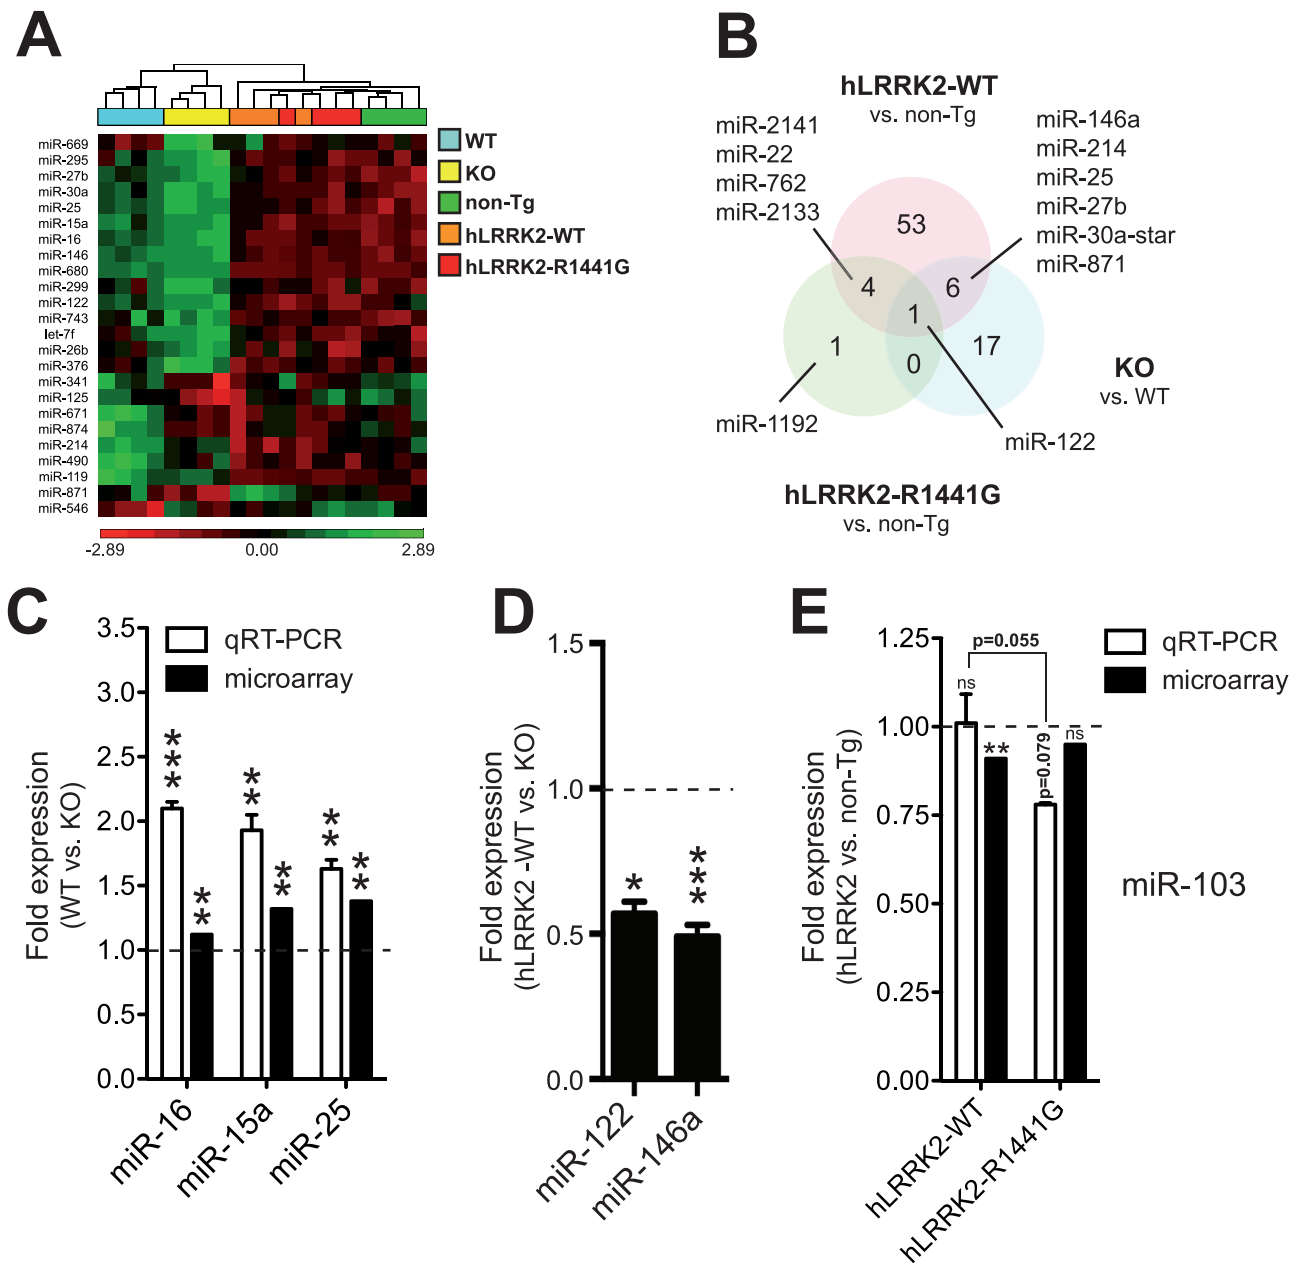 A
miR-669
miR-295
miR-27b
miR-30a
miR-25
miR-15a
miR-16
miR-146
miR-680
miR-299
miR-122
miR-743
let-7f
miR-26b
miR-376
miR-341
miR-125
miR-671
miR-874
miR-214
miR-490
miR-119
miR-871
miR-546
-2.89 0.00 2.89
WT
KO
non-Tg
hLRRK2-WT
hLRRK2-R1441G
B
hLRRK2-WT
vs. non-Tg
miR-2141
miR-22
miR-762
miR-2133
miR-146a
miR-214
miR-25
miR-27b
miR-30a-star
miR-871
53
4
6
1
1
17
0
KO
vs. WT
miR-1192
miR-122
hLRRK2-R1441G
vs. non-Tg
C
Fold expression
(WT vs. KO)
3.5
3.0
2.5
2.0
1.5
1.0
0.5
0.0
qRT-PCR
microarray
***
**
**
**
**
**
miR-16
miR-15a
miR-25
D
Fold expression
(hLRRK2 -WT vs. KO)
1.5
1.0
0.5
0.0
*
***
miR-122
miR-146a
E
Fold expression
(hLRRK2 vs. non-Tg)
1.25
1.00
0.75
0.50
0.25
0.00
p=0.055
ns
**
p=0.079
ns
qRT-PCR
microarray
miR-103
hLRRK2-WT
hLRRK2-R1441G